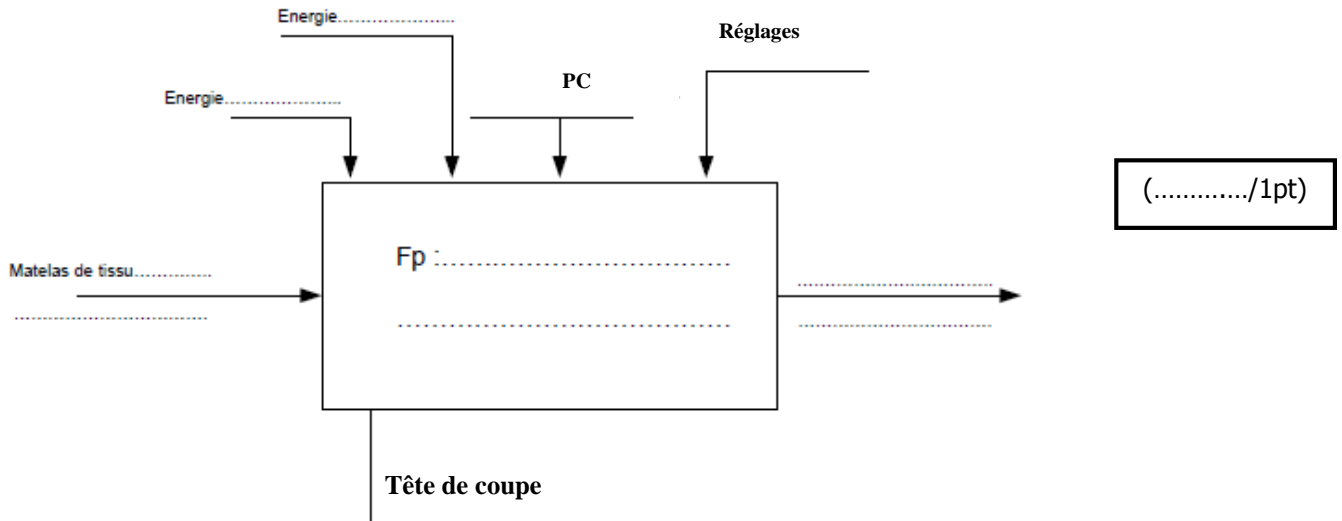 Energie.....................
Réglages
PC
Energie.....................
(............./1pt)
Fp :..................................
Matelas de tissu..............
....................................
.......................................
....................................
....................................
Tête de coupe